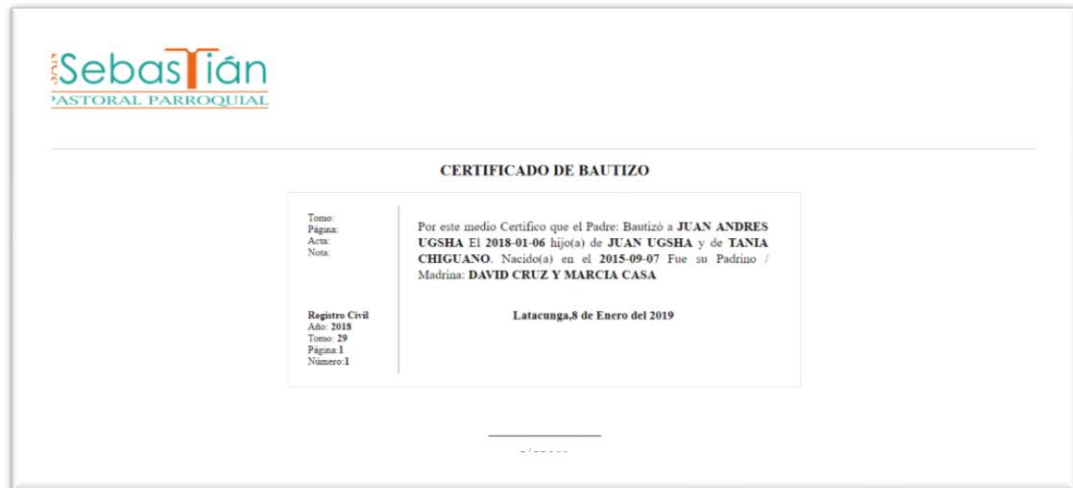 SAN
SebasTián
PASTORAL PARROQUIAL
CERTIFICADO DE BAUTIZO
Tomo:
Página:
Acta:
Nota:
Por este medio Certifico que el Padre: Bautizó a JUAN ANDRES
UGSHA El 2018-01-06 hijo(a) de JUAN UGSHA y de TANIA
CHIGUANO. Nacido(a) en el 2015-09-07 Fue su Padrino /
Madrina: DAVID CRUZ Y MARCIA CASA
Registro Civil
Año: 2018
Tomo: 29
Página:1
Número:1
Latacunga,8 de Enero del 2019